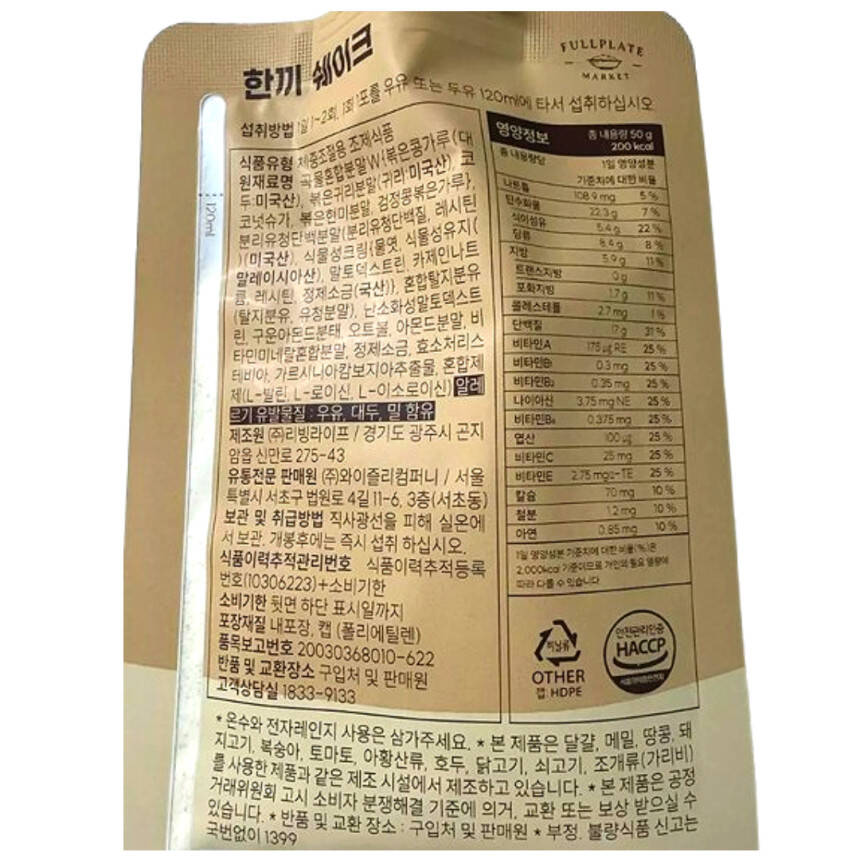 한끼 쉐이크
FULLPLATE
MARKET
섭취방법 1일 1~2회, 1회 1포를 우유 또는 두유 120ml에 타서 섭취하십시오
120ml
식품유형 체중조절용 조제식품
원재료명 곡물혼합분말W{볶은콩가루(대
두:미국산), 볶은귀리분말(귀리:미국산), 코
코넛슈가, 볶은현미분말, 검정콩볶은가루},
분리유청단백분말(분리유청단백질, 레시틴
)(미국산), 식물성크림{물엿, 식물성유지(
말레이시아산), 말토덱스트린, 카제인나트
륨, 레시틴, 정제소금(국산)}, 혼합탈지분유
(탈지분유, 유청분말), 난소화성말토덱스트
린, 구운아몬드분태, 오트볼, 아몬드분말, 비
타민미네랄혼합분말, 정제소금, 효소처리스
테비아, 가르시니아캄보지아추출물, 혼합제
제(L-발린, L-로이신, L-이소로이신) 알레
르기 유발물질 : 우유, 대두, 밀 함유
제조원 (주)리빙라이프 / 경기도 광주시 곤지
암읍 신만로 275-43
유통전문 판매원 (주)와이즐리컴퍼니 / 서울
특별시 서초구 법원로 4길 11-6, 3층(서초동)
보관 및 취급방법 직사광선을 피해 실온에
서 보관. 개봉후에는 즉시 섭취 하십시오.
식품이력추적관리번호 식품이력추적등록
번호(10306223)+소비기한
소비기한 뒷면 하단 표시일까지
포장재질 내포장, 캡 (폴리에틸렌)
품목보고번호 20030368010-622
반품 및 교환장소 구입처 및 판매원
고객상담실 1833-9133
영양정보 총 내용량 50 g
200 kcal
총 내용량당 1일 영양성분
기준치에 대한 비율
나트륨 108.9 mg 5 %
탄수화물 22.3 g 7 %
식이섬유 5.4 g 22 %
당류 8.4 g 8 %
지방 5.9 g 11 %
트랜스지방 0 g
포화지방 1.7 g 11 %
콜레스테롤 2.7 mg 1 %
단백질 17 g 31 %
비타민A 175 μg RE 25 %
비타민B₁ 0.3 mg 25 %
비타민B₂ 0.35 mg 25 %
나이아신 3.75 mg NE 25 %
비타민B₆ 0.375 mg 25 %
엽산 100 μg 25 %
비타민C 25 mg 25 %
비타민E 2.75 mgα-TE 25 %
칼슘 70 mg 10 %
철분 1.2 mg 10 %
아연 0.85 mg 10 %
1일 영양성분 기준치에 대한 비율(%)은
2,000kcal 기준이므로 개인의 필요 열량에
따라 다를 수 있습니다
비닐류
OTHER
캡: HDPE
안전관리인증
HACCP
식품의약품안전처
* 온수와 전자레인지 사용은 삼가주세요. * 본 제품은 달걀, 메밀, 땅콩, 돼
지고기, 복숭아, 토마토, 아황산류, 호두, 닭고기, 쇠고기, 조개류(가리비)
를 사용한 제품과 같은 제조 시설에서 제조하고 있습니다. * 본 제품은 공정
거래위원회 고시 소비자 분쟁해결 기준에 의거, 교환 또는 보상 받으실 수
있습니다. * 반품 및 교환 장소 : 구입처 및 판매원 * 부정. 불량식품 신고는
국번없이 1399